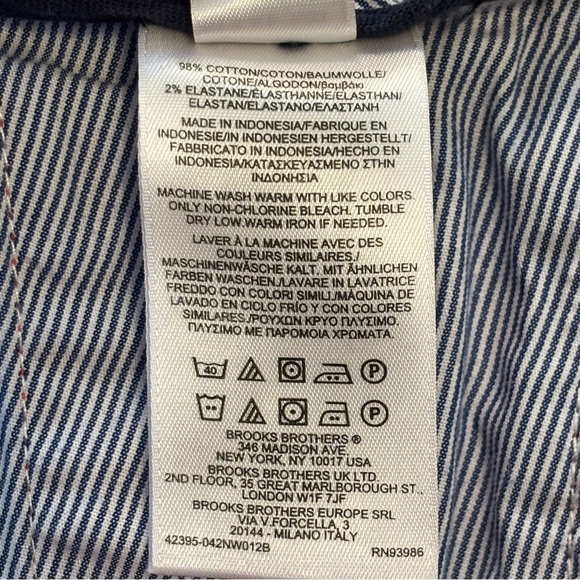 98% COTTON/COTON/BAUMWOLLE/
COTONE/ALGODON/βαμβάκι
2% ELASTANE/ÉLASTHANNE/ELASTHAN/
ELASTAN/ELASTANO/ΕΛΑΣΤΑΝΗ
MADE IN INDONESIA/FABRIQUE EN
INDONESIE/IN INDONESIEN HERGESTELLT/
FABBRICATO IN INDONESIA/HECHO EN
INDONESIA/ΚΑΤΑΣΚΕΥΑΣΜΕΝΟ ΣΤΗΝ
ΙΝΔΟΝΗΣΙΑ
MACHINE WASH WARM WITH LIKE COLORS.
ONLY NON-CHLORINE BLEACH. TUMBLE
DRY LOW.WARM IRON IF NEEDED.
LAVER À LA MACHINE AVEC DES
COULEURS SIMILAIRES./
MASCHINENWÄSCHE KALT, MIT ÄHNLICHEN
FARBEN WASCHEN./LAVARE IN LAVATRICE
FREDDO CON COLORI SIMILI./MÁQUINA DE
LAVADO EN CICLO FRÍO Y CON COLORES
SIMILARES./ΡΟΥΧΩΝ ΚΡΥΟ ΠΛΥΣΙΜΟ.
ΠΛΥΣΙΜΟ ΜΕ ΠΑΡΟΜΟΙΑ ΧΡΩΜΑΤΑ.
40 P
P
BROOKS BROTHERS ®
346 MADISON AVE.
NEW YORK, NY 10017 USA
BROOKS BROTHERS UK LTD
2ND FLOOR, 35 GREAT MARLBOROUGH ST.,
LONDON W1F 7JF
BROOKS BROTHERS EUROPE SRL
VIA V.FORCELLA, 3
20144 - MILANO ITALY
42395-042NW012B RN93986